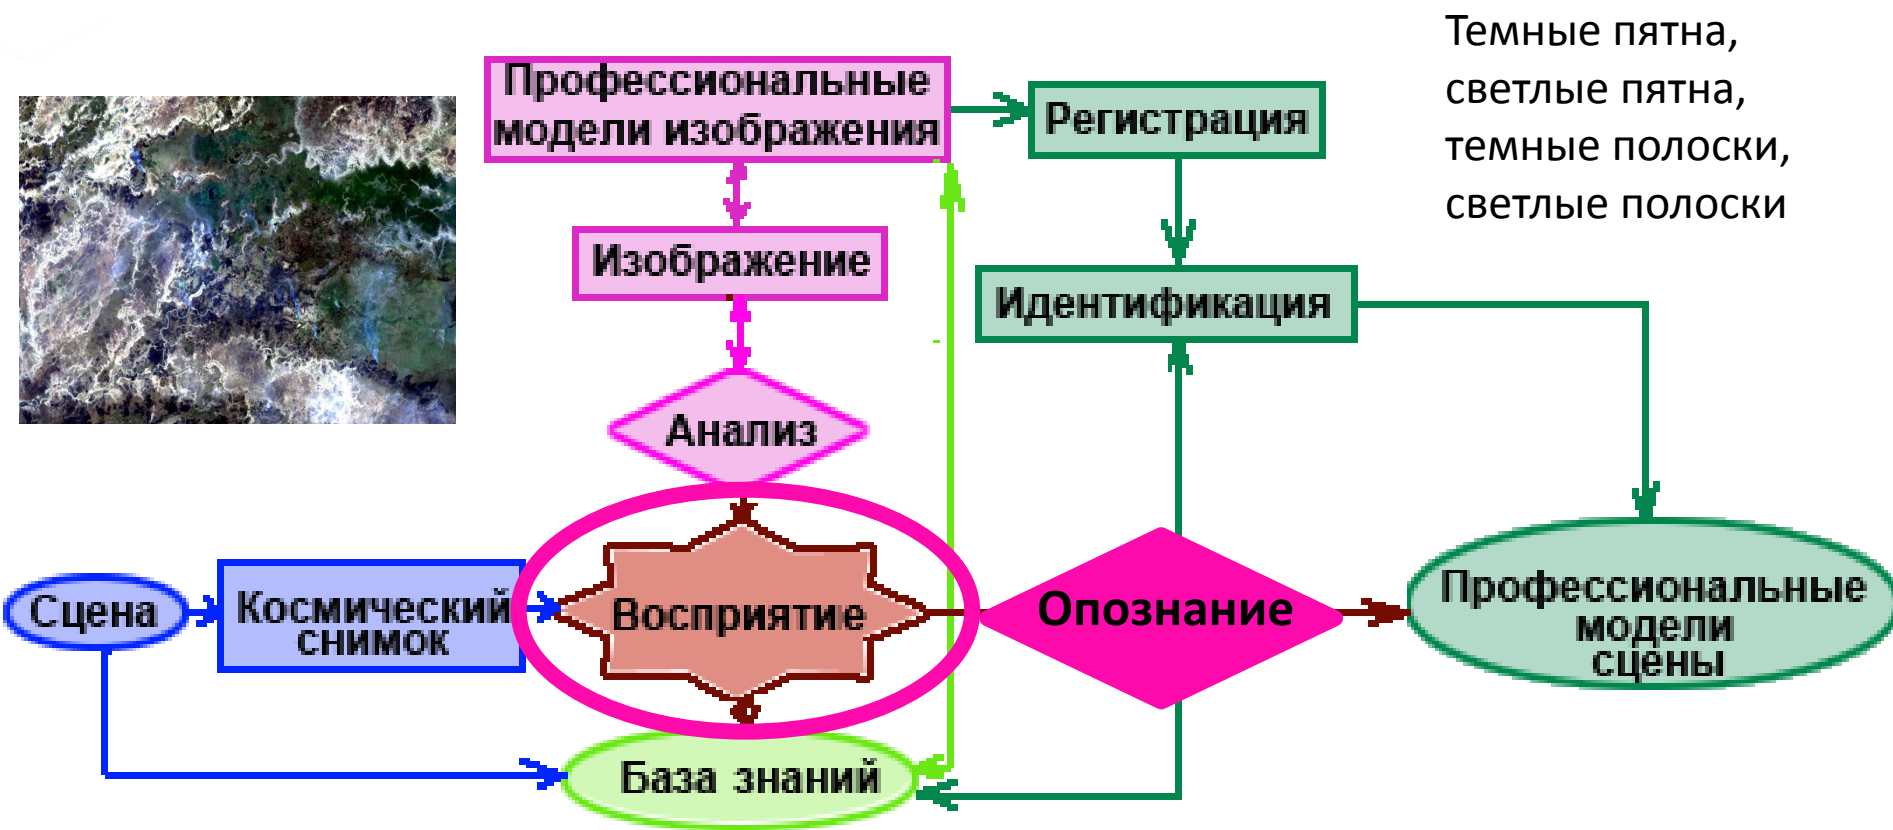 Темные пятна,
светлые пятна,
темные полоски,
светлые полоски
Профессиональные
модели изображения
Регистрация
Изображение
Идентификация
Анализ
Сцена
Космический
снимок
Восприятие
Опознание
Профессиональные
модели
сцены
База знаний